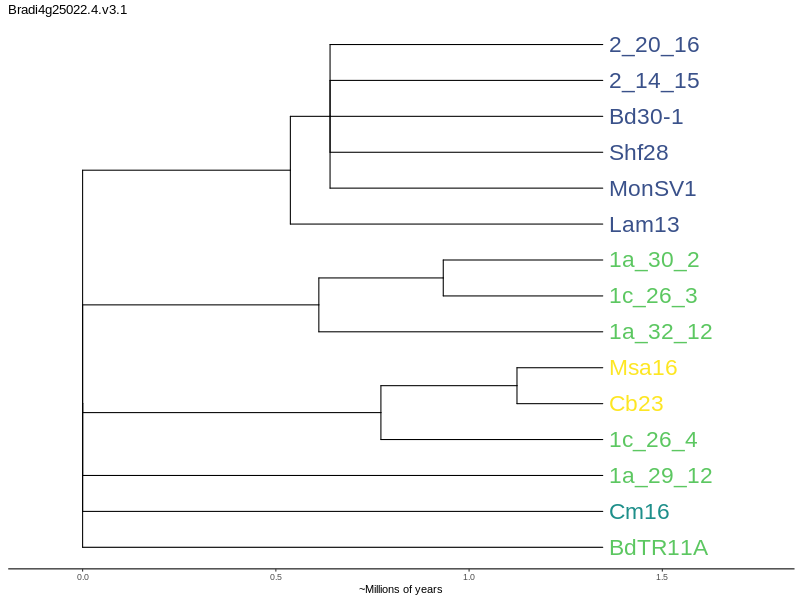 Bradi4g25022.4.v3.1
2_20_16
2_14_15
Bd30-1
Shf28
MonSV1
Lam13
1a_30_2
1c_26_3
1a_32_12
Msa16
Cb23
1c_26_4
1a_29_12
Cm16
BdTR11A
0.0 0.5 1.0 1.5
~Millions of years